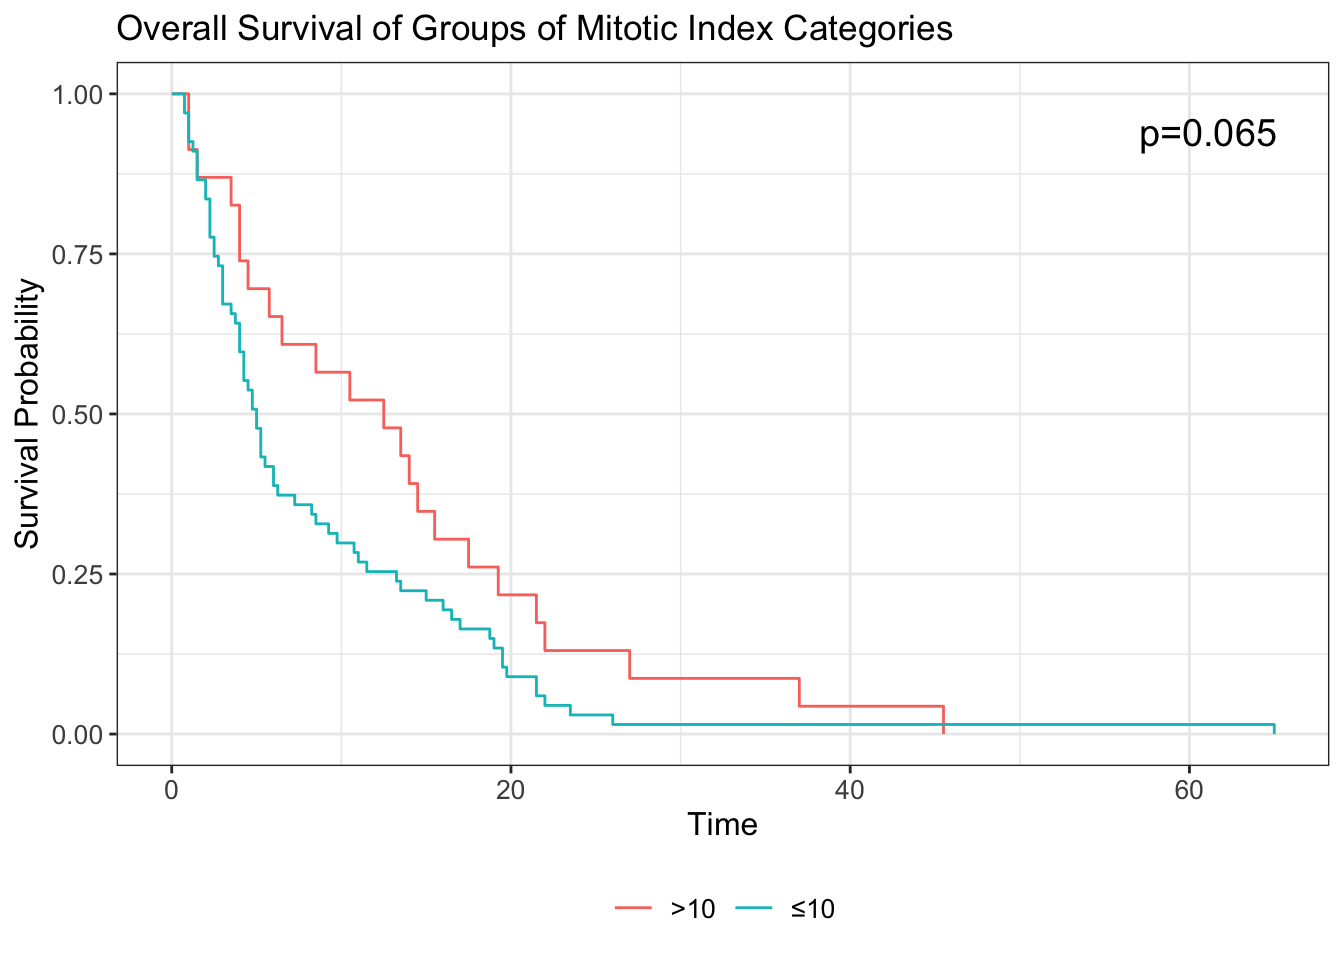 Overall Survival of Groups of Mitotic Index Categories
p=0.065
1.00
0.75
0.50
0.25
0.00
Survival Probability
0 20 40 60
Time
>10 ≤10